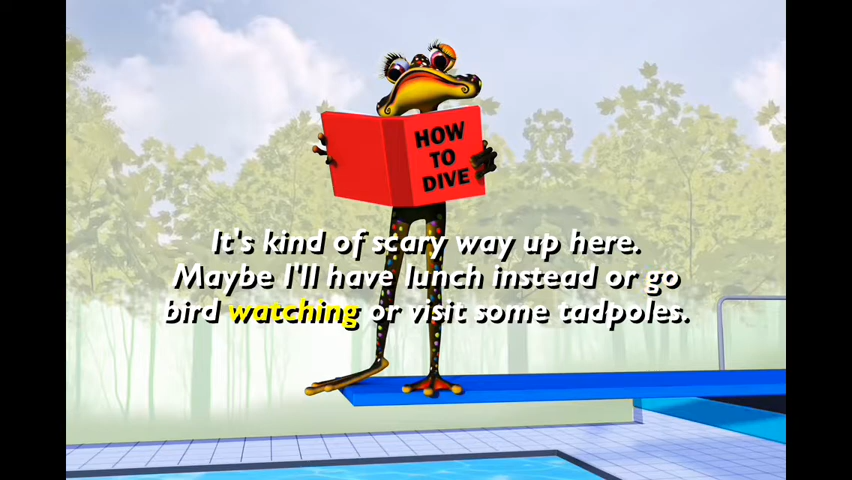 HOW
TO
DIVE
It's kind of scary way up here.
Maybe I'll have lunch instead or go
bird watching or visit some tadpoles.